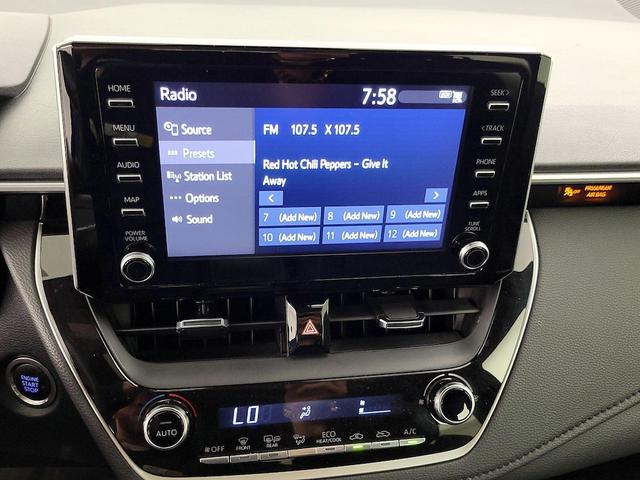 HOME
MENU
AUDIO
MAP
POWER
VOLUME
Radio
7:58
Source
Presets
Station List
Options
Sound
FM 107.5 X107.5
Red Hot Chili Peppers – Give It
Away
< >
7 (Add New) 8 (Add New) 9 (Add New)
10 (Add New) 11 (Add New) 12 (Add New)
SEEK >
< TRACK
PHONE
APPS
TUNE
SCROLL
OFF
PASSENGER
AIR BAG
ENGINE
START
STOP
AUTO
LO
OFF
FRONT
REAR
ECO
HEAT/COOL
A/C